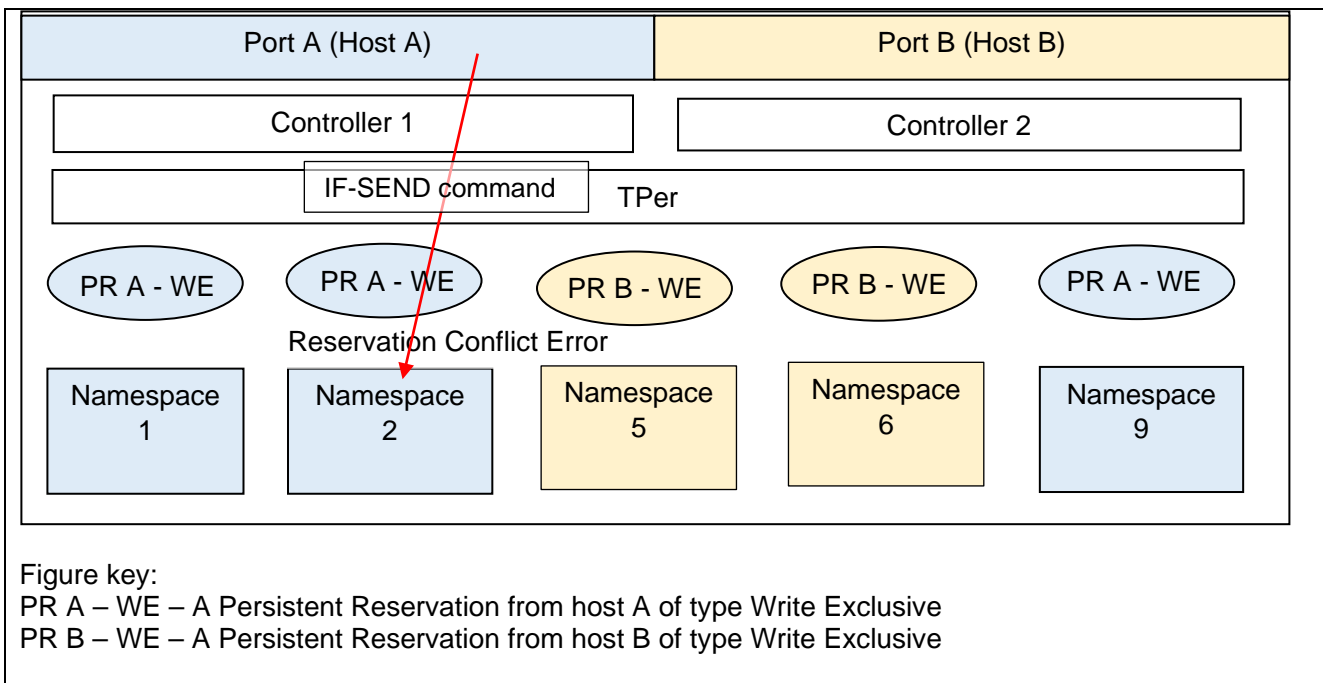 Port A (Host A)
Port B (Host B)
Controller 1
Controller 2
IF-SEND command
TPer
PR A - WE
PR A - WE
PR B - WE
PR B - WE
PR A - WE
Reservation Conflict Error
Namespace
1
Namespace
2
Namespace
5
Namespace
6
Namespace
9
Figure key:
PR A – WE – A Persistent Reservation from host A of type Write Exclusive
PR B – WE – A Persistent Reservation from host B of type Write Exclusive